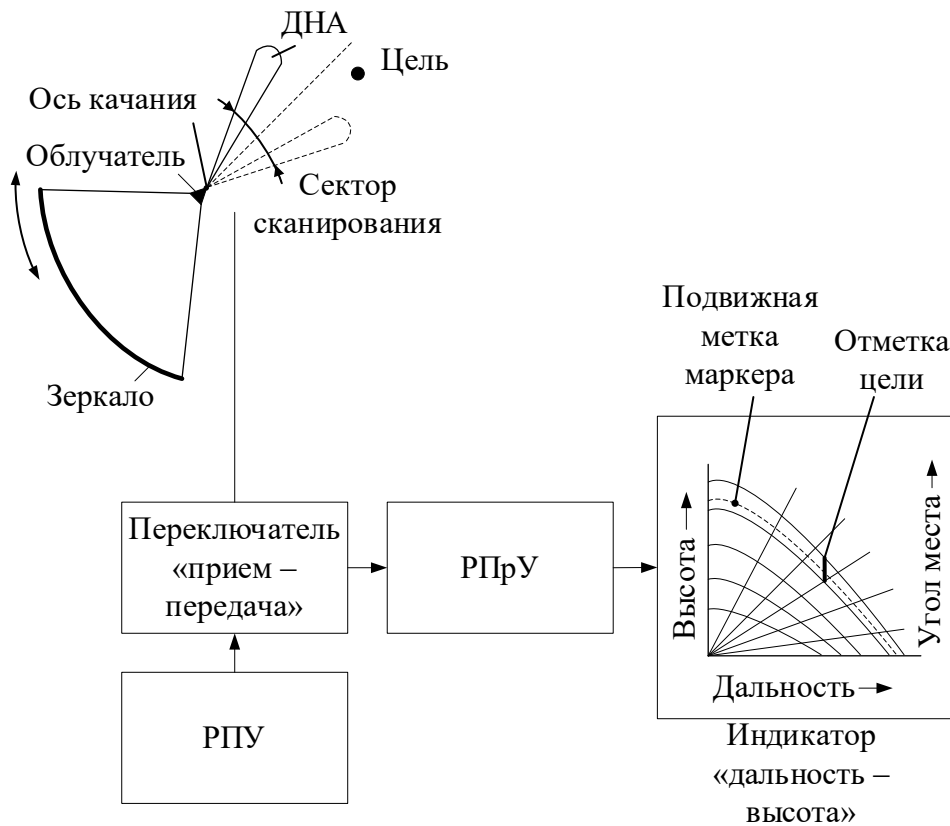 ДНА
Цель
Ось качания
Облучатель
Сектор
сканирования
Зеркало
Подвижная
метка
маркера
Отметка
цели
Переключатель
«прием –
передача»
РПрУ
РПУ
Высота
Угол места
Дальность
Индикатор
«дальность –
высота»